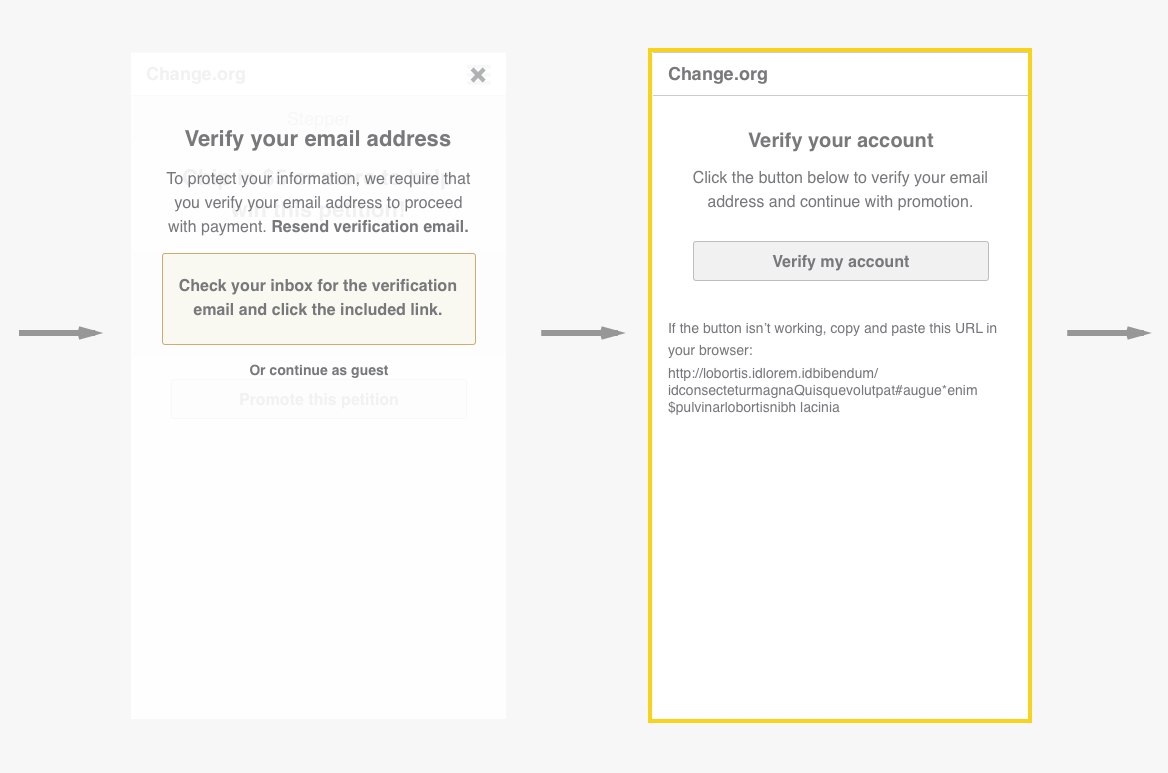 Change.org
Stepper
Verify your email address
To protect your information, we require that
you verify your email address to proceed
win this petition!
with payment. Resend verification email.
Check your inbox for the verification
email and click the included link.
Or continue as guest
Promote this petition
Change.org
Verify your account
Click the button below to verify your email
address and continue with promotion.
Verify my account
If the button isn’t working, copy and paste this URL in
your browser:
http://lobortis.idlorem.idbibendum/
idconsecteturmagnaQuisquevolutpat#augue*enim
$pulvinarlobortisnibh lacinia